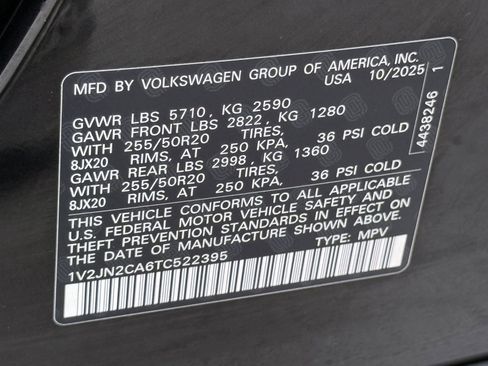 MFD BY VOLKSWAGEN GROUP OF AMERICA, INC.
USA 10/2025
GVWR LBS 5710, KG 2590
GAWR FRONT LBS 2822, KG 1280
WITH 255/50R20 TIRES,
8JX20 RIMS, AT 250 KPA, 36 PSI COLD
GAWR REAR LBS 2998, KG 1360
WITH 255/50R20 TIRES,
8JX20 RIMS, AT 250 KPA, 36 PSI COLD
THIS VEHICLE CONFORMS TO ALL APPLICABLE
U.S. FEDERAL MOTOR VEHICLE SAFETY AND
THEFT PREVENTION STANDARDS IN EFFECT ON
THE DATE OF MANUFACTURE SHOWN ABOVE.
1V2JN2CA6TC522395 TYPE: MPV
4438246 1